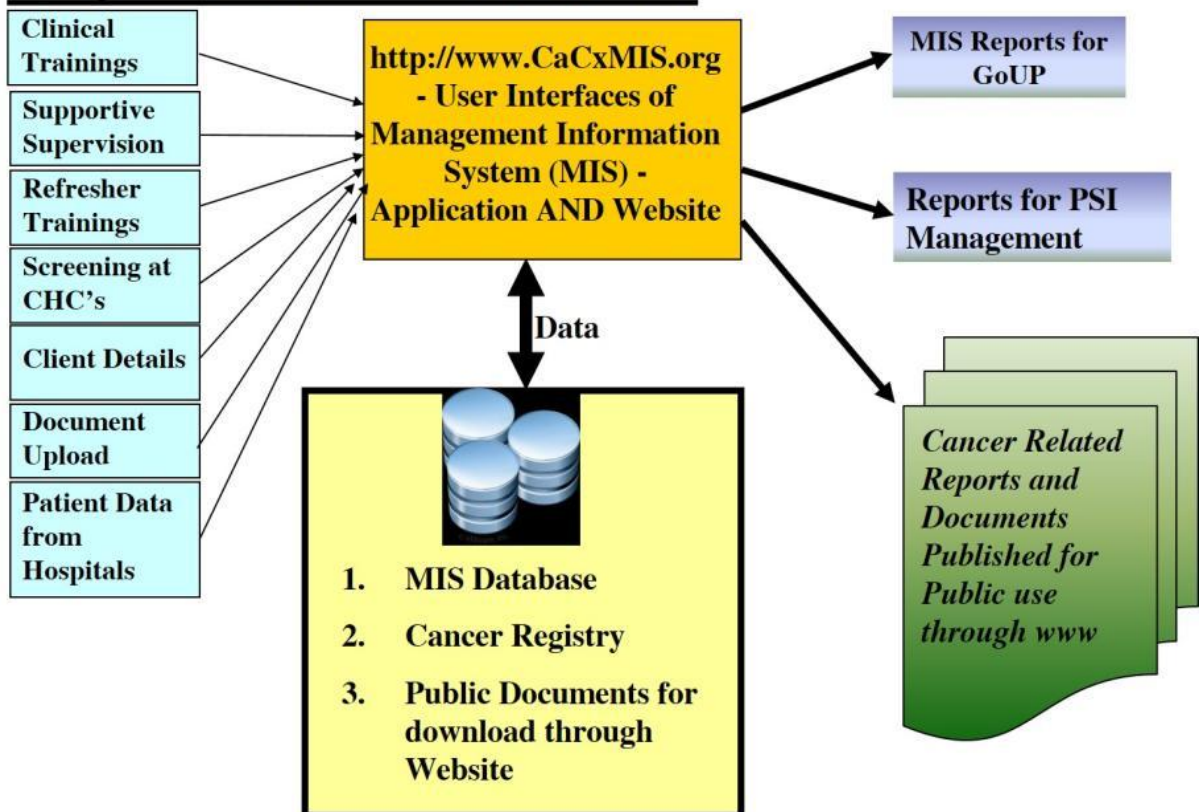 Clinical
Trainings
Supportive
Supervision
Refresher
Trainings
Screening at
CHC's
Client Details
Document
Upload
Patient Data
from
Hospitals
http://www.CaCxMIS.org
- User Interfaces of
Management Information
System (MIS) -
Application AND Website
Data
1. MIS Database
2. Cancer Registry
3. Public Documents for
download through
Website
MIS Reports for
GoUP
Reports for PSI
Management
Cancer Related
Reports and
Documents
Published for
Public use
through www